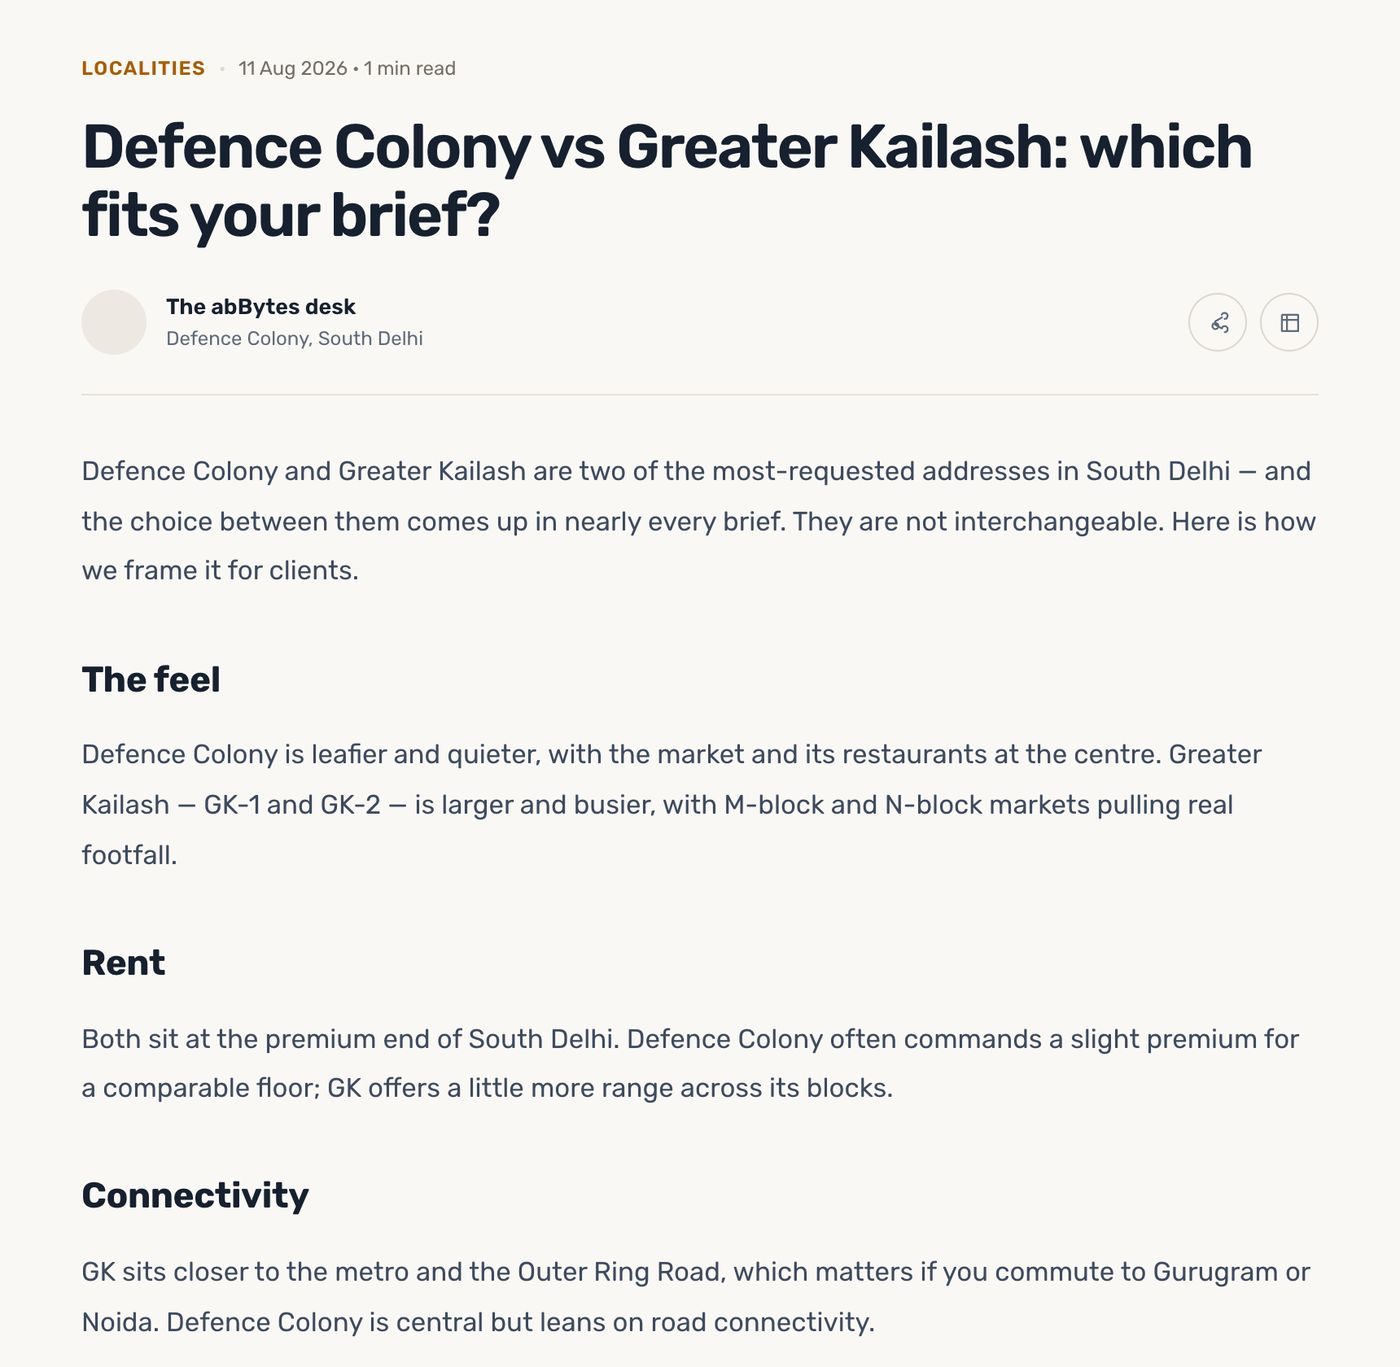 LOCALITIES • 11 Aug 2026 • 1 min read
Defence Colony vs Greater Kailash: which
fits your brief?
The abBytes desk
Defence Colony, South Delhi
Defence Colony and Greater Kailash are two of the most-requested addresses in South Delhi — and
the choice between them comes up in nearly every brief. They are not interchangeable. Here is how
we frame it for clients.
The feel
Defence Colony is leafier and quieter, with the market and its restaurants at the centre. Greater
Kailash — GK-1 and GK-2 — is larger and busier, with M-block and N-block markets pulling real
footfall.
Rent
Both sit at the premium end of South Delhi. Defence Colony often commands a slight premium for
a comparable floor; GK offers a little more range across its blocks.
Connectivity
GK sits closer to the metro and the Outer Ring Road, which matters if you commute to Gurugram or
Noida. Defence Colony is central but leans on road connectivity.